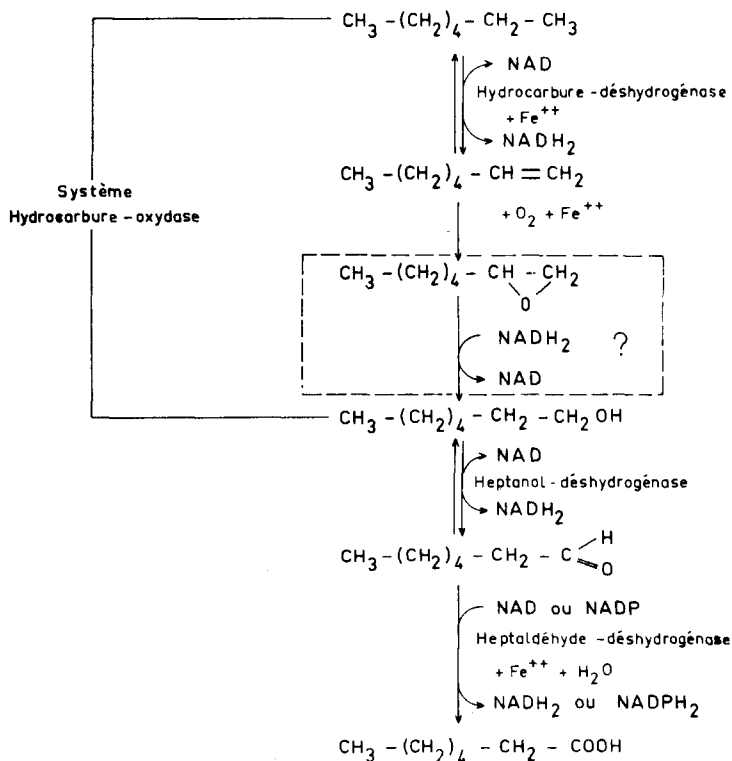 CH₃ –(CH₂)₄ – CH₂ – CH₃
NAD
Hydrocarbure – déshydrogénase
+ Fe⁺⁺
NADH₂
CH₃ –(CH₂)₄ – CH = CH₂
Système
Hydrocarbure – oxydase
+ O₂ + Fe⁺⁺
CH₃ –(CH₂)₄ – CH – CH₂
O
NADH₂
?
NAD
CH₃ –(CH₂)₄ – CH₂ – CH₂ OH
NAD
Heptanol – déshydrogénase
NADH₂
H
CH₃ –(CH₂)₄ – CH₂ – C
O
NAD ou NADP
Heptaldéhyde – déshydrogénase
+ Fe⁺⁺ + H₂O
NADH₂ ou NADPH₂
CH₃ –(CH₂)₄ – CH₂ – COOH